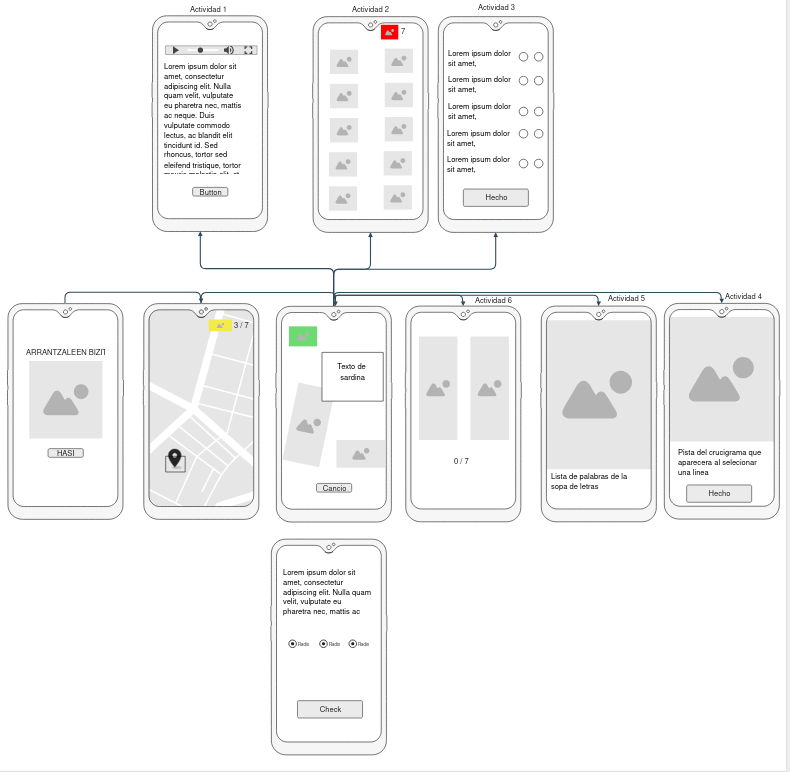 Actividad 1
Actividad 2
Actividad 3
Lorem ipsum dolor sit
amet, consectetur
adipiscing elit. Nulla
quam velit, vulputate
eu pharetra nec, mattis
ac neque. Duis
vulputate commodo
lectus, ac blandit elit
tincidunt id. Sed
rhoncus, tortor sed
eleifend tristique, tortor
Button
7
Lorem ipsum dolor
sit amet,
Lorem ipsum dolor
sit amet,
Lorem ipsum dolor
sit amet,
Lorem ipsum dolor
sit amet,
Lorem ipsum dolor
sit amet,
Hecho
Actividad 6
Actividad 5
Actividad 4
ARRANTZALEEN BIZIT
HASI
3 / 7
Texto de
sardina
Cancio
0 / 7
Lista de palabras de la
sopa de letras
Pista del crucigrama que
aparecera al selecionar
una linea
Hecho
Lorem ipsum dolor sit
amet, consectetur
adipiscing elit. Nulla quam
velit, vulputate eu
pharetra nec, mattis ac
Radio Radio Radio
Check